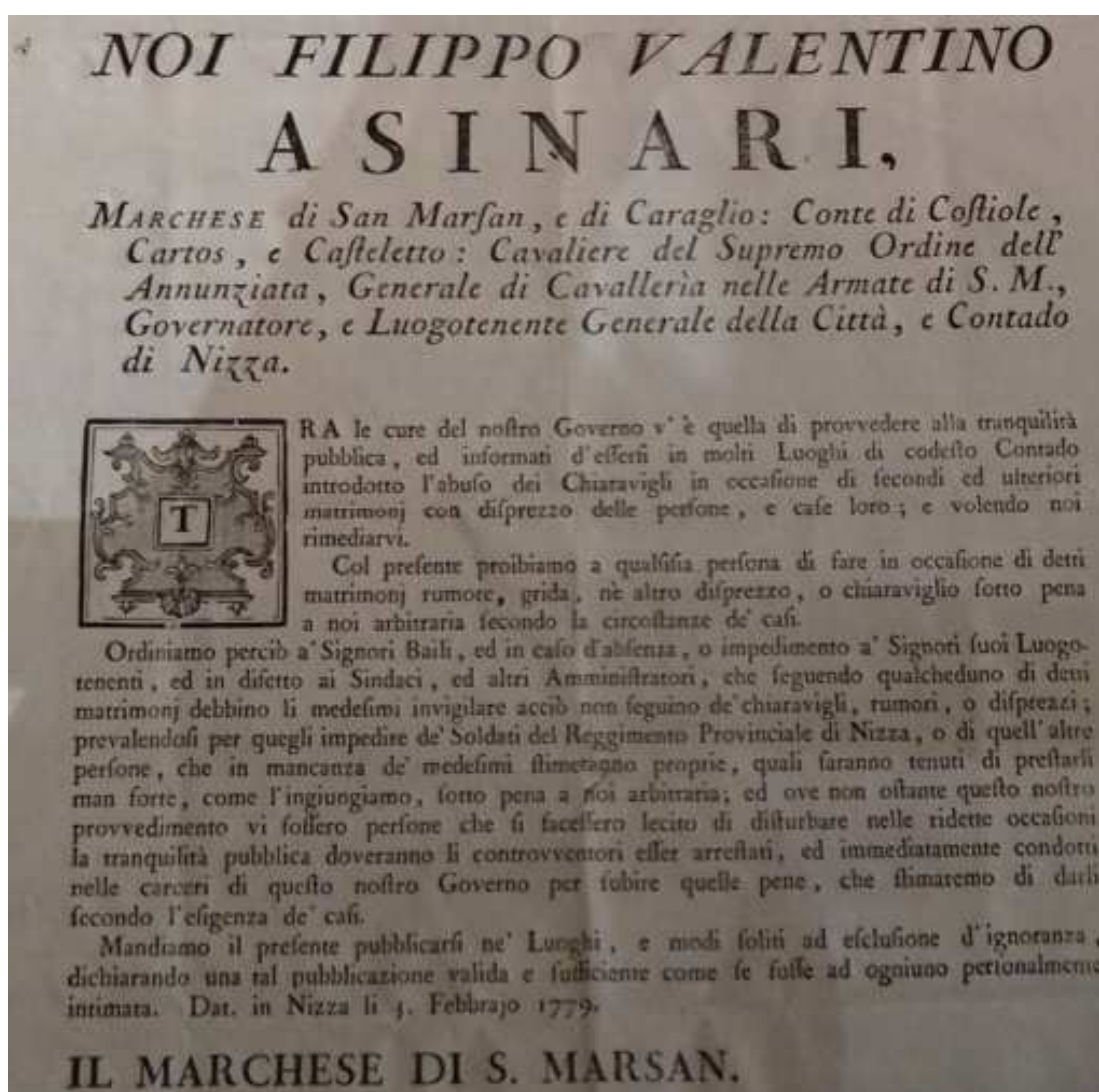 NOI FILIPPO VALENTINO
ASINARI,
MARCHESE di San Marſan, e di Caraglio: Conte di Coſtiole,
Cartos, e Caſteletto: Cavaliere del Supremo Ordine dell'
Annunziata, Generale di Cavallerìa nelle Armate di S. M.,
Governatore, e Luogotenente Generale della Città, e Contado
di Nizza.
TRA le cure del noſtro Governo v' è quella di provvedere alla tranquilità
pubblica, ed informati d'eſſerſi in molti Luoghi di codeſto Contado
introdotto l'abuſo dei Chiaravigli in occaſione di ſecondi ed ulteriori
matrimonj con diſprezzo delle perſone, e caſe loro; e volendo noi
rimediarvi.
Col preſente proibiamo a qualſiſia perſona di fare in occaſione di detti
matrimonj rumore, grida, nè altro diſprezzo, o chiaraviglio ſotto pena
a noi arbitraria ſecondo la circoſtanze de' caſi.
Ordiniamo perciò a' Signori Baili, ed in caſo d'abſenza, o impedimento a' Signori ſuoi Luogo-
tenenti, ed in difetto ai Sindaci, ed altri Amminiſtratori, che ſeguendo qualcheduno di detti
matrimonj debbino li medeſimi invigilare acciò non ſeguino de' chiaravigli, rumori, o diſprezzi;
prevalendoſi per quegli impedire de' Soldati del Reggimento Provinciale di Nizza, o di quell' altre
perſone, che in mancanza de' medeſimi ſtimeranno proprie, quali ſaranno tenuti di preſtarli
man forte, come l'ingiungiamo, ſotto pena a noi arbitraria; ed ove non oſtante queſto noſtro
provvedimento vi foſſero perſone che ſi faceſſero lecito di diſturbare nelle ridette occaſioni
la tranquilità pubblica doveranno li controvventori eſſer arreſtati, ed immediatamente condotti
nelle carceri di queſto noſtro Governo per ſubire quelle pene, che ſtimaremo di darli
ſecondo l'eſigenza de' caſi.
Mandiamo il preſente pubblicarſi ne' Luoghi, e modi ſoliti ad eſcluſione d'ignoranza,
dichiarando una tal pubblicazione valida e ſufficiente come ſe fuſſe ad ogniuno perſonalmente
intimata. Dat. in Nizza li Febbrajo 1779.
IL MARCHESE DI S. MARSAN.